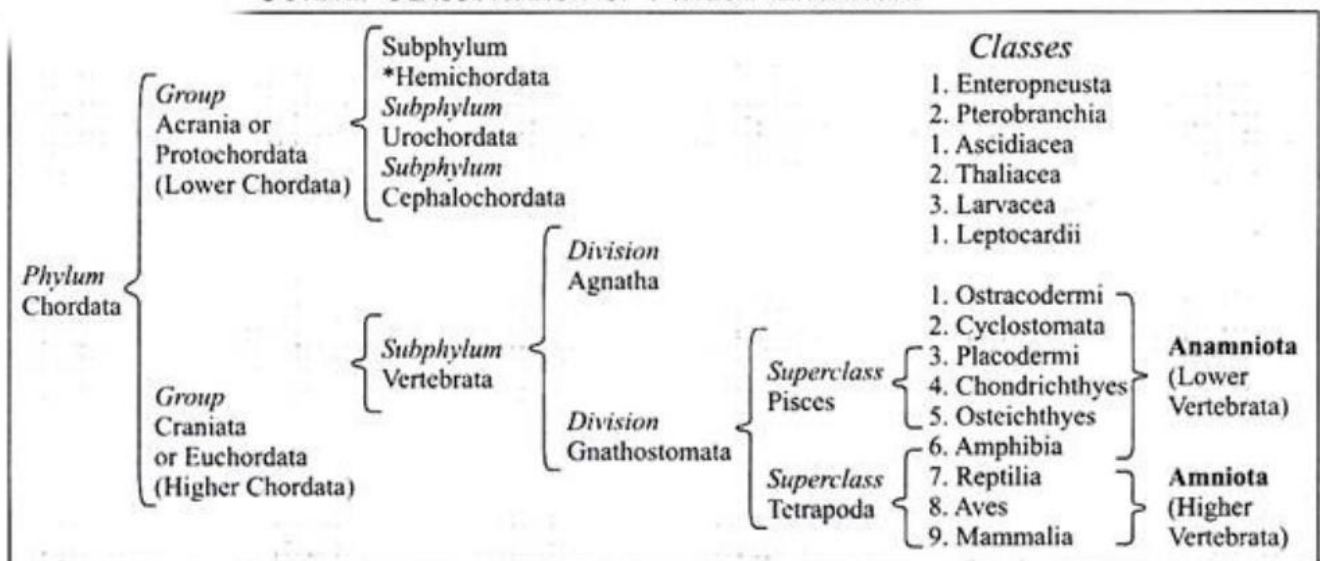 Classes
Subphylum
*Hemichordata
Subphylum
Urochordata
Subphylum
Cephalochordata
Group
Acrania or
Protochordata
(Lower Chordata)
1. Enteropneusta
2. Pterobranchia
1. Ascidiacea
2. Thaliacea
3. Larvacea
1. Leptocardii
Phylum
Chordata
Group
Craniata
or Euchordata
(Higher Chordata)
Subphylum
Vertebrata
Division
Agnatha
Division
Gnathostomata
Superclass
Pisces
Superclass
Tetrapoda
1. Ostracodermi
2. Cyclostomata
3. Placodermi
4. Chondrichthyes
5. Osteichthyes
6. Amphibia
7. Reptilia
8. Aves
9. Mammalia
Anamniota
(Lower
Vertebrata)
Amniota
(Higher
Vertebrata)